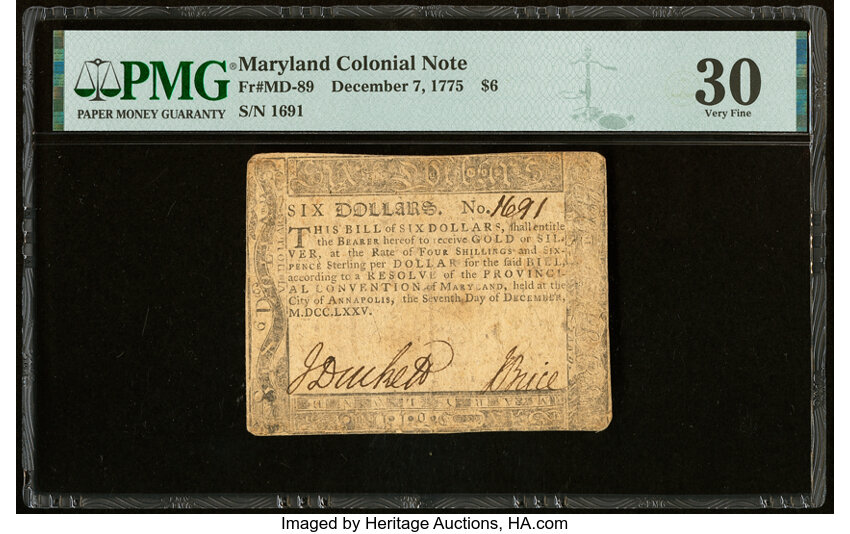 PMG® Maryland Colonial Note
Fr#MD-89 December 7, 1775 $6
PAPER MONEY GUARANTY S/N 1691
30
Very Fine
Six Dollars
SIX DOLLARS. No. 1691
THIS BILL of SIX DOLLARS, ſhall entitle
the BEARER hereof to receive GOLD or SIL-
VER, at the Rate of FOUR SHILLINGS and SIX-
PENCE Sterling per DOLLAR for the ſaid BILL,
according to a RESOLVE of the PROVINCI-
AL CONVENTION of MARYLAND, held at the
City of ANNAPOLIS, the Seventh Day of DECEMBER,
M.DCC.LXXV.
J Duckett J Price
MARYLAND
Imaged by Heritage Auctions, HA.com